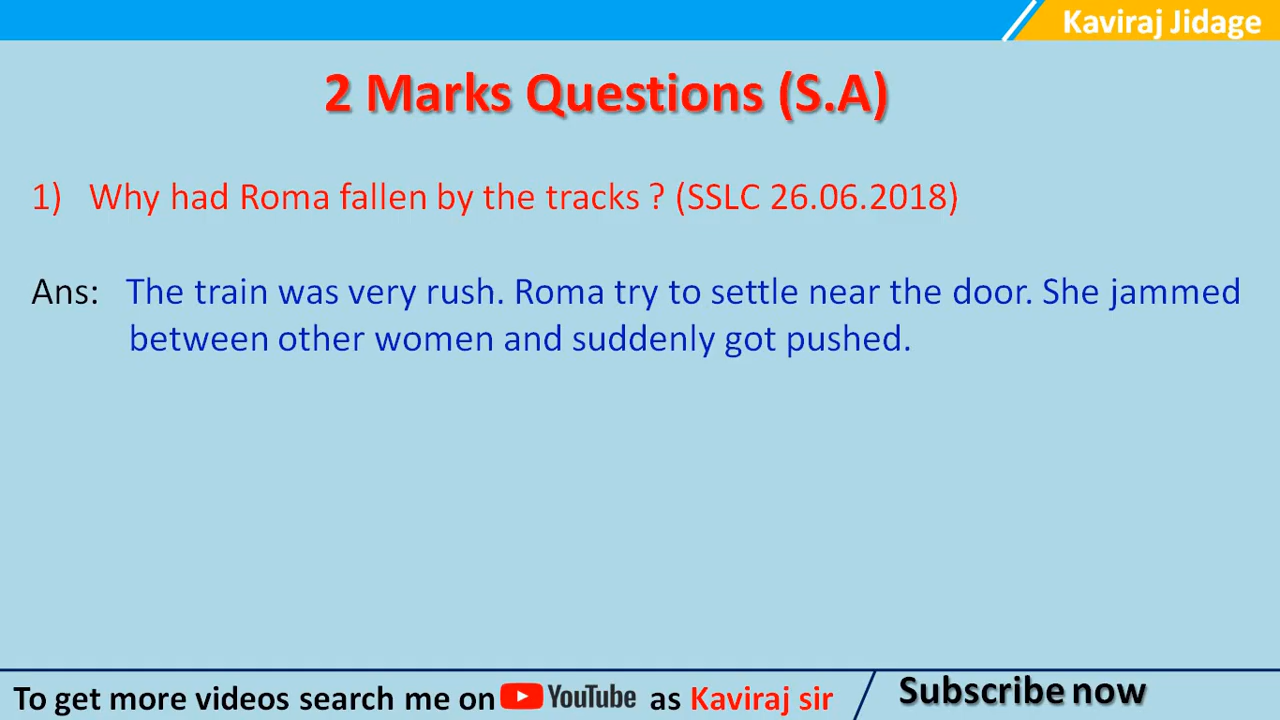 Kaviraj Jidage
2 Marks Questions (S.A)
1) Why had Roma fallen by the tracks ? (SSLC 26.06.2018)
Ans: The train was very rush. Roma try to settle near the door. She jammed
between other women and suddenly got pushed.
To get more videos search me on YouTube as Kaviraj sir
Subscribe now